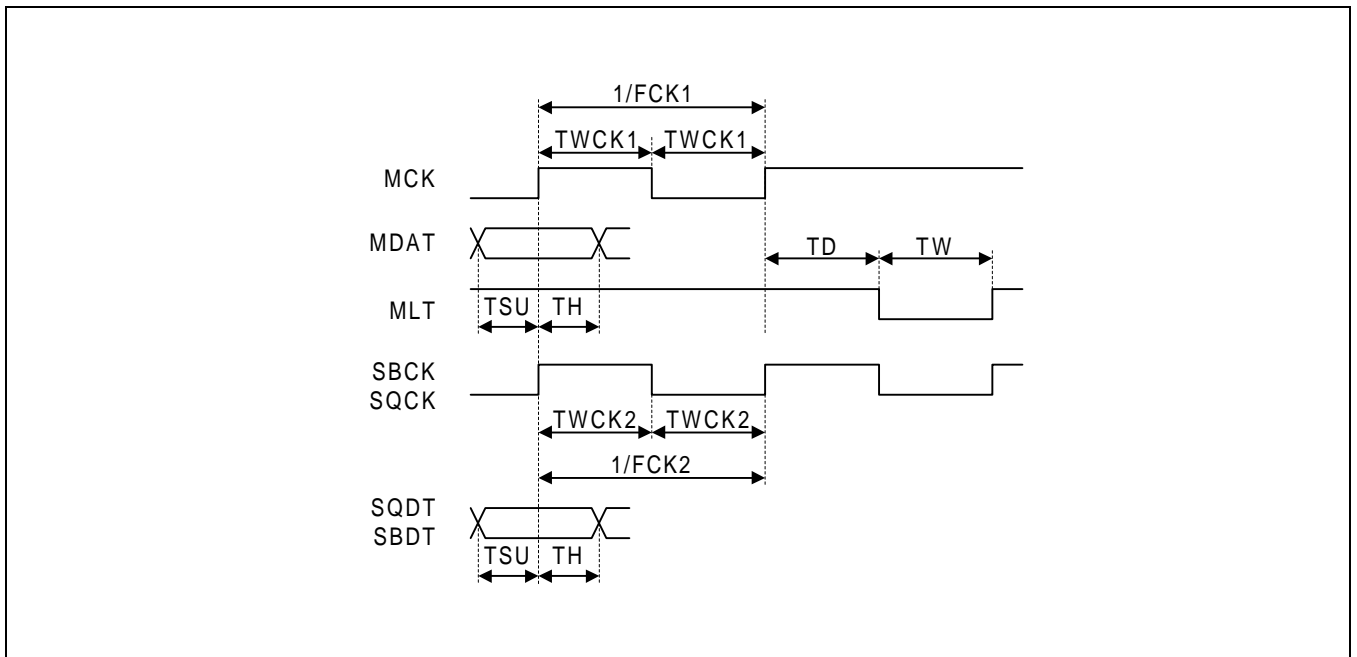 1/FCK1
TWCK1 TWCK1
MCK
MDAT
TD TW
MLT
TSU TH
SBCK
SQCK
TWCK2 TWCK2
1/FCK2
SQDT
SBDT
TSU TH